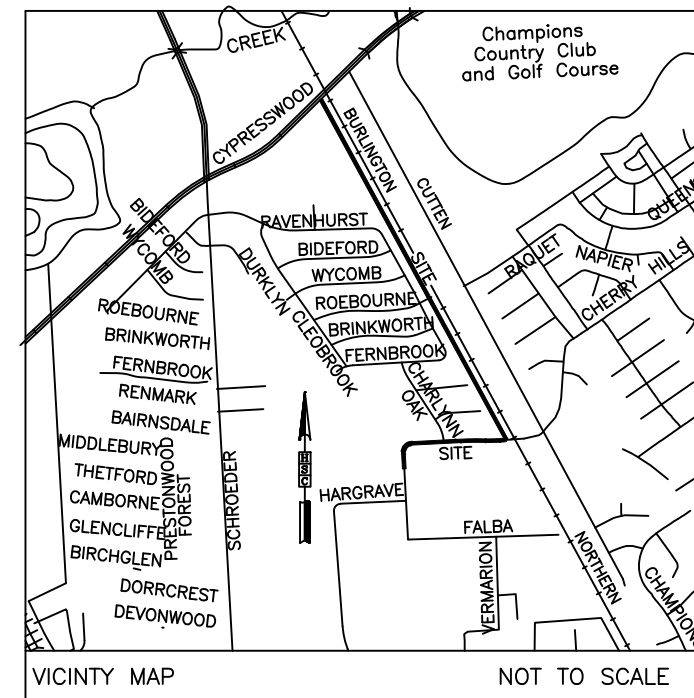 Champions
Country Club
and Golf Course
CREEK
CYPRESSWOOD
BURLINGTON
CUTTEN
QUEEN
BIDEFORD
WYCOMB
RAVENHURST
BIDEFORD
WYCOMB
ROEBOURNE
BRINKWORTH
FERNBROOK
DURKLYN
CLEOBROOK
SITE
RAQUET
NAPIER
CHERRY HILLS
ROEBOURNE
BRINKWORTH
FERNBROOK
RENMARK
BAIRNSDALE
MIDDLEBURY
THETFORD
CAMBORNE
GLENCLIFFE
BIRCHGLEN
DORRCREST
DEVONWOOD
PRESTONWOOD
FOREST
SCHROEDER
CHARLYNN
OAK
SITE
H
S
C
HARGRAVE
FALBA
VERMARION
NORTHERN
CHAMPIONS
VICINTY MAP
NOT TO SCALE